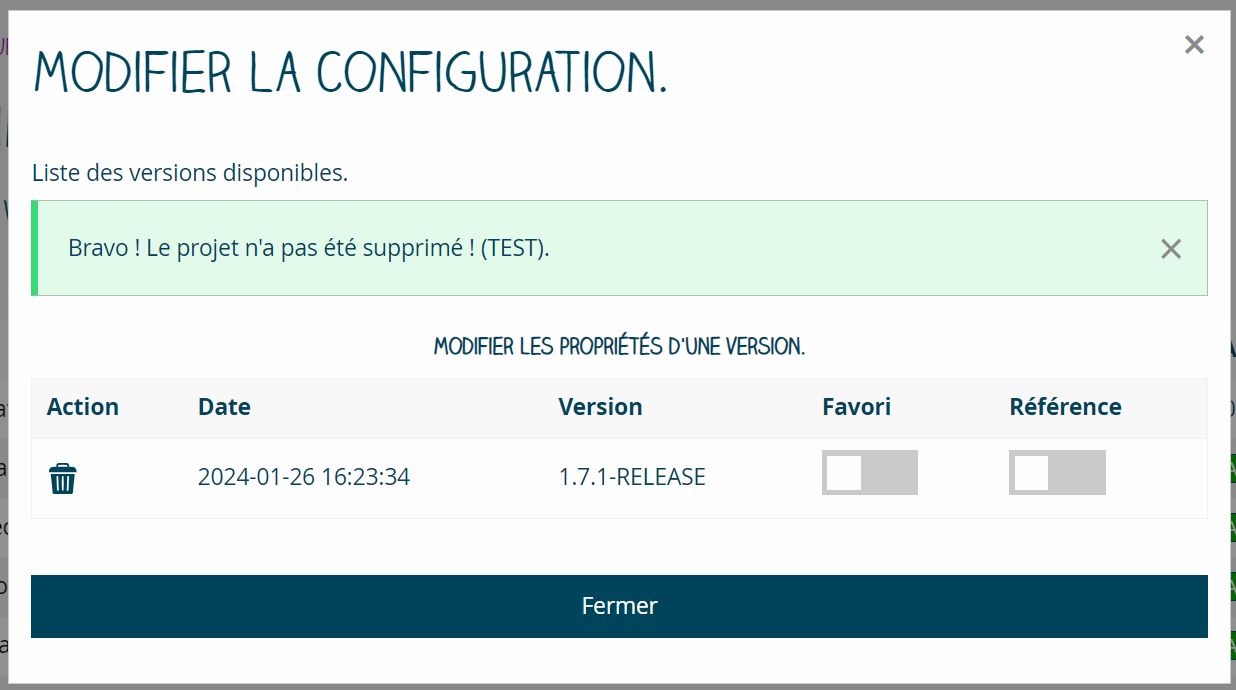 MODIFIER LA CONFIGURATION.
Liste des versions disponibles.
Bravo ! Le projet n'a pas été supprimé ! (TEST).
MODIFIER LES PROPRIÉTÉS D'UNE VERSION.
Action Date Version Favori Référence
2024-01-26 16:23:34 1.7.1-RELEASE
Fermer